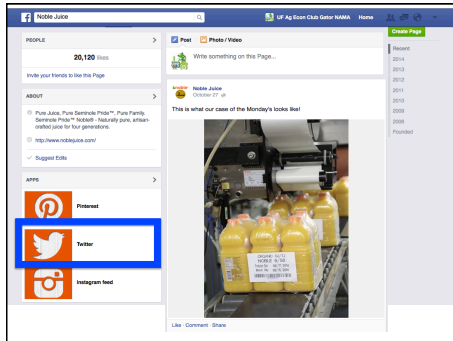 Noble Juice
UF Ag Econ Club Gator NAMA Home
PEOPLE
20,120 likes
Invite your friends to like this Page
ABOUT
Pure Juice, Pure Seminole Pride™, Pure Family,
Seminole Pride™ Noble® - Naturally pure, artisan-
crafted juice for four generations.
http://www.noblejuice.com/
Suggest Edits
APPS
Pinterest
Twitter
Instagram feed
Post Photo / Video
Write something on this Page...
Noble Juice
October 27
This is what our case of the Monday's looks like!
NOBLE
Like · Comment · Share
Create Page
Recent
2014
2013
2012
2011
2010
2009
2008
Founded